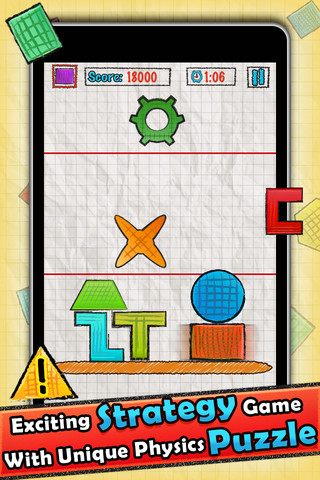 Score: 18000 1:06
!
Exciting Strategy Game
With Unique Physics Puzzle